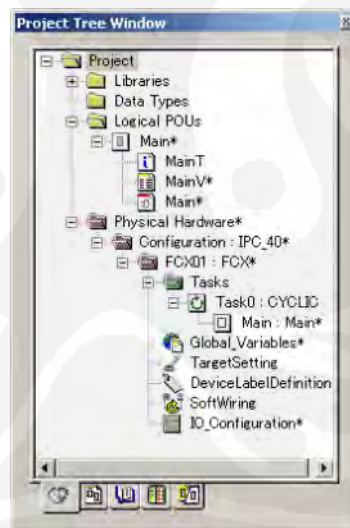 Project Tree Window
Project
Libraries
Data Types
Logical POUs
Main*
MainT
MainV*
Main*
Physical Hardware*
Configuration : IPC_40*
FCX01 : FCX*
Tasks
Task0 : CYCLIC
Main : Main*
Global_Variables*
TargetSetting
DeviceLabelDefinition
SoftWiring
IO_Configuration*